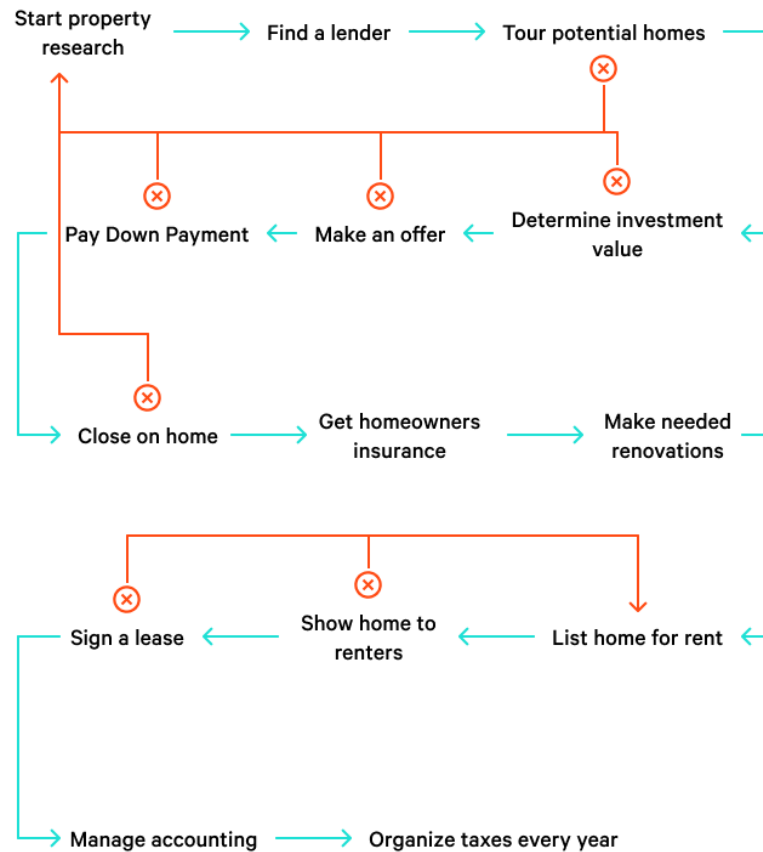 Start property
research
Find a lender
Tour potential homes
Determine investment
value
Make an offer
Pay Down Payment
Close on home
Get homeowners
insurance
Make needed
renovations
List home for rent
Show home to
renters
Sign a lease
Manage accounting
Organize taxes every year